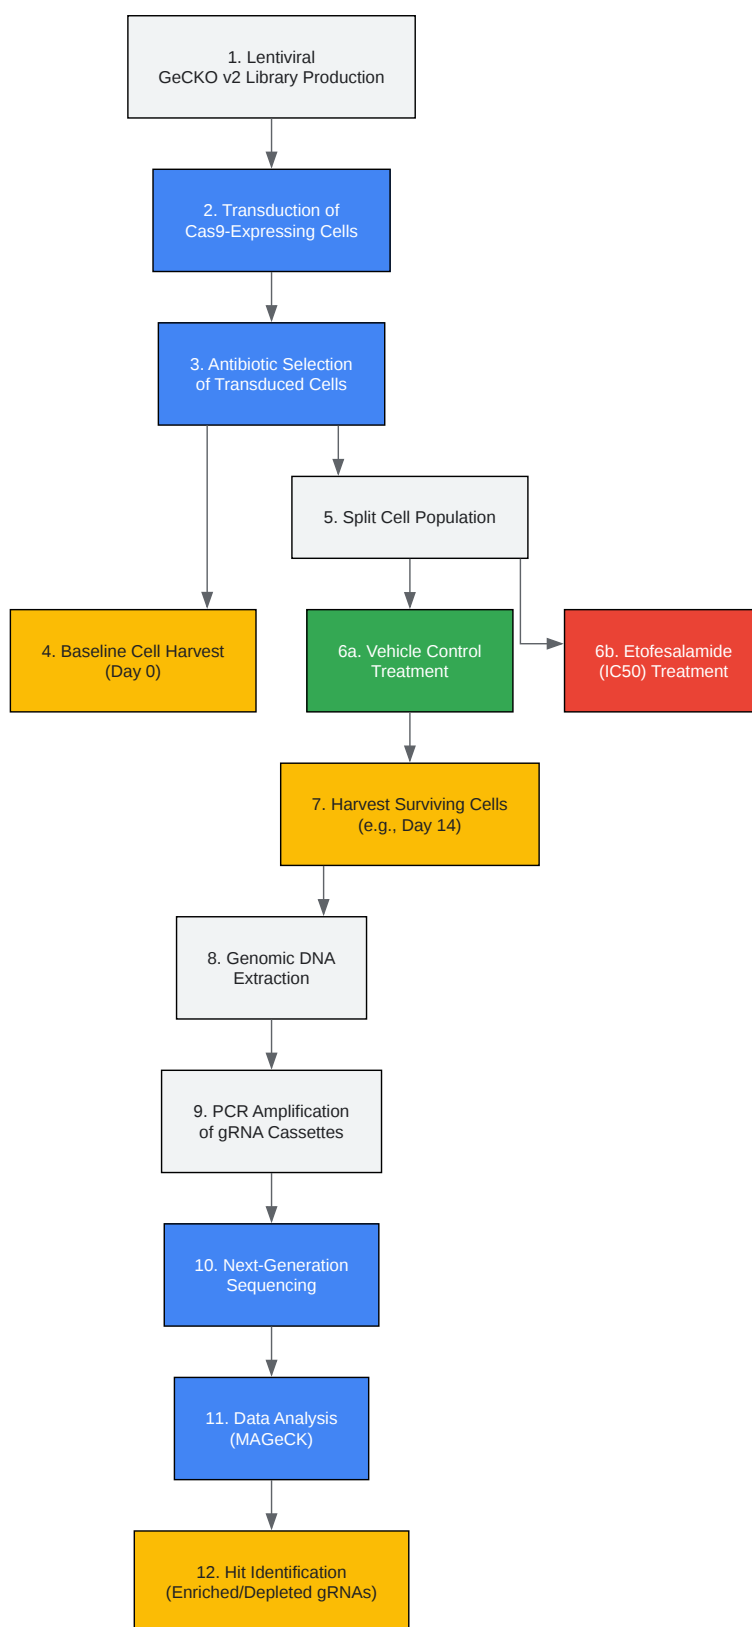 1. Lentiviral
GeCKO v2 Library Production
2. Transduction of
Cas9-Expressing Cells
3. Antibiotic Selection
of Transduced Cells
5. Split Cell Population
4. Baseline Cell Harvest
(Day 0)
6a. Vehicle Control
Treatment
6b. Etofesalamide
(IC50) Treatment
7. Harvest Surviving Cells
(e.g., Day 14)
8. Genomic DNA
Extraction
9. PCR Amplification
of gRNA Cassettes
10. Next-Generation
Sequencing
11. Data Analysis
(MAGeCK)
12. Hit Identification
(Enriched/Depleted gRNAs)